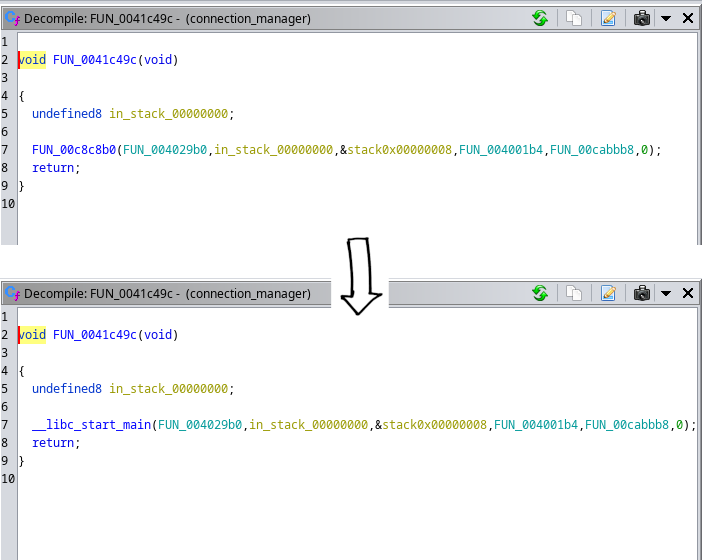 Decompile: FUN_0041c49c - (connection_manager)
1
2 void FUN_0041c49c(void)
3
4 {
5 undefined8 in_stack_00000000;
6
7 FUN_00c8c8b0(FUN_004029b0,in_stack_00000000,&stack0x00000008,FUN_004001b4,FUN_00cabbb8,0);
8 return;
9 }
10
Decompile: FUN_0041c49c - (connection_manager)
1
2 void FUN_0041c49c(void)
3
4 {
5 undefined8 in_stack_00000000;
6
7 __libc_start_main(FUN_004029b0,in_stack_00000000,&stack0x00000008,FUN_004001b4,FUN_00cabbb8,0);
8 return;
9 }
10